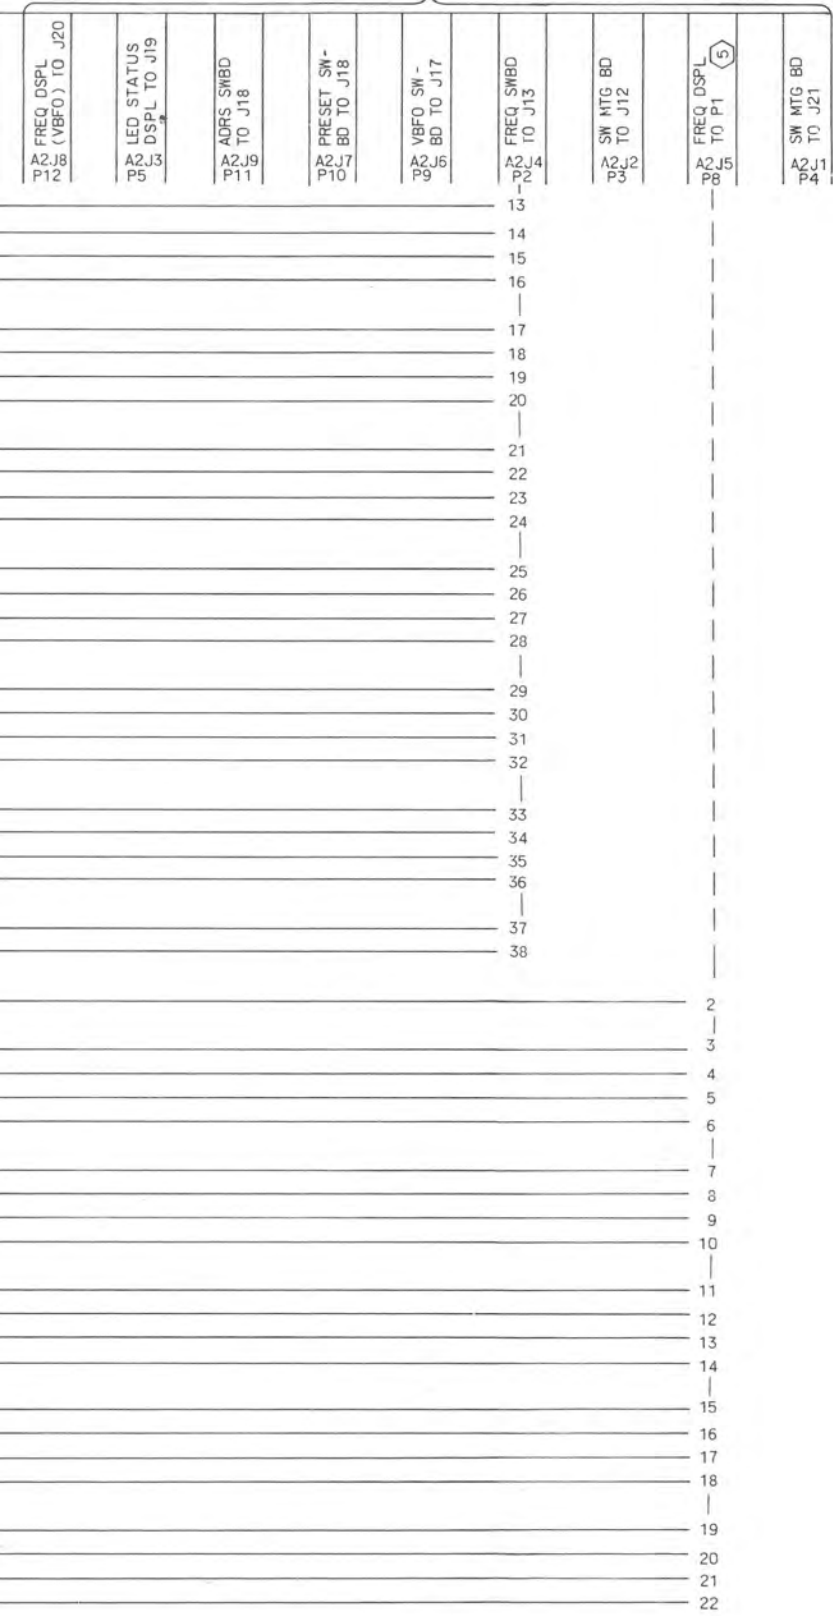 FREQ DSPL
(VBFO) TO J20
A2J8
P12
LED STATUS
DSPL TO J19
A2J3
P5
ADRS SWBD
TO J18
A2J9
P11
PRESET SW-
BD TO J18
A2J7
P10
VBFO SW-
BD TO J17
A2J6
P9
FREQ SWBD
TO J13
A2J4
P2
SW MTG BD
TO J12
A2J2
P3
FREQ DSPL
TO P1
5
A2J5
P8
SW MTG BD
TO J21
A2J1
P4
13
14
15
16
17
18
19
20
21
22
23
24
25
26
27
28
29
30
31
32
33
34
35
36
37
38
2
3
4
5
6
7
8
9
10
11
12
13
14
15
16
17
18
19
20
21
22